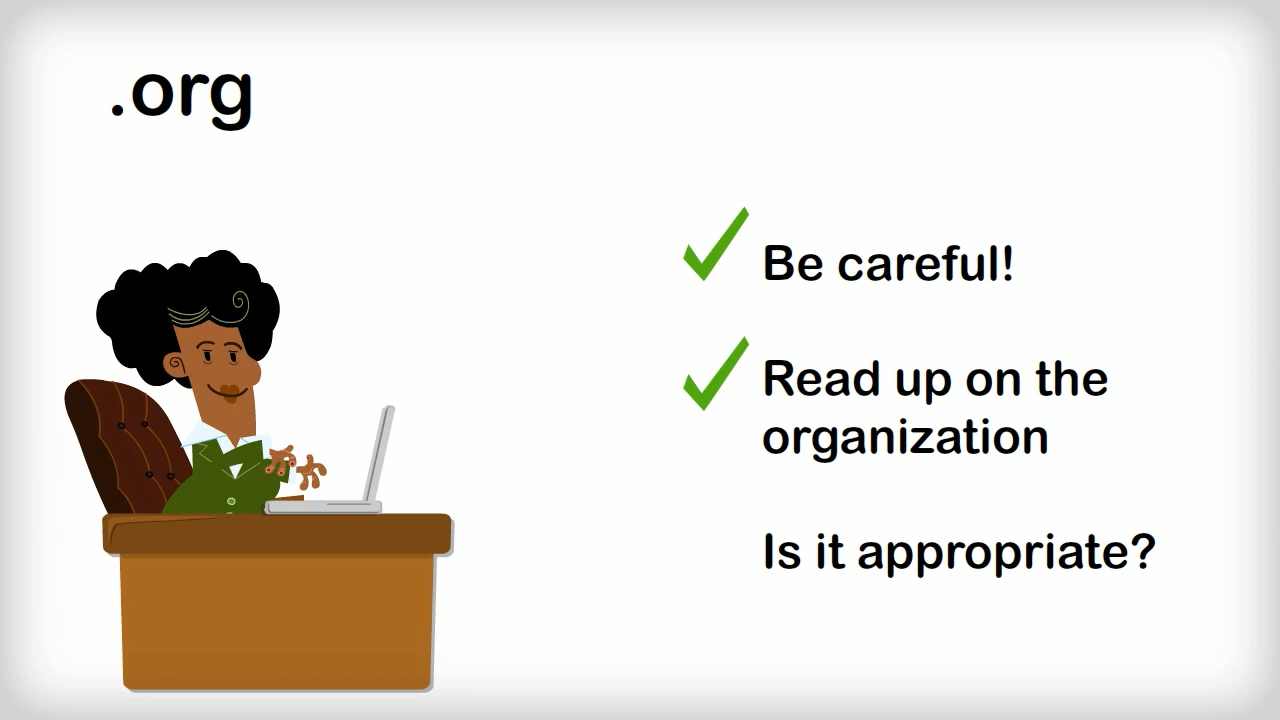 .org
Be careful!
Read up on the
organization
Is it appropriate?